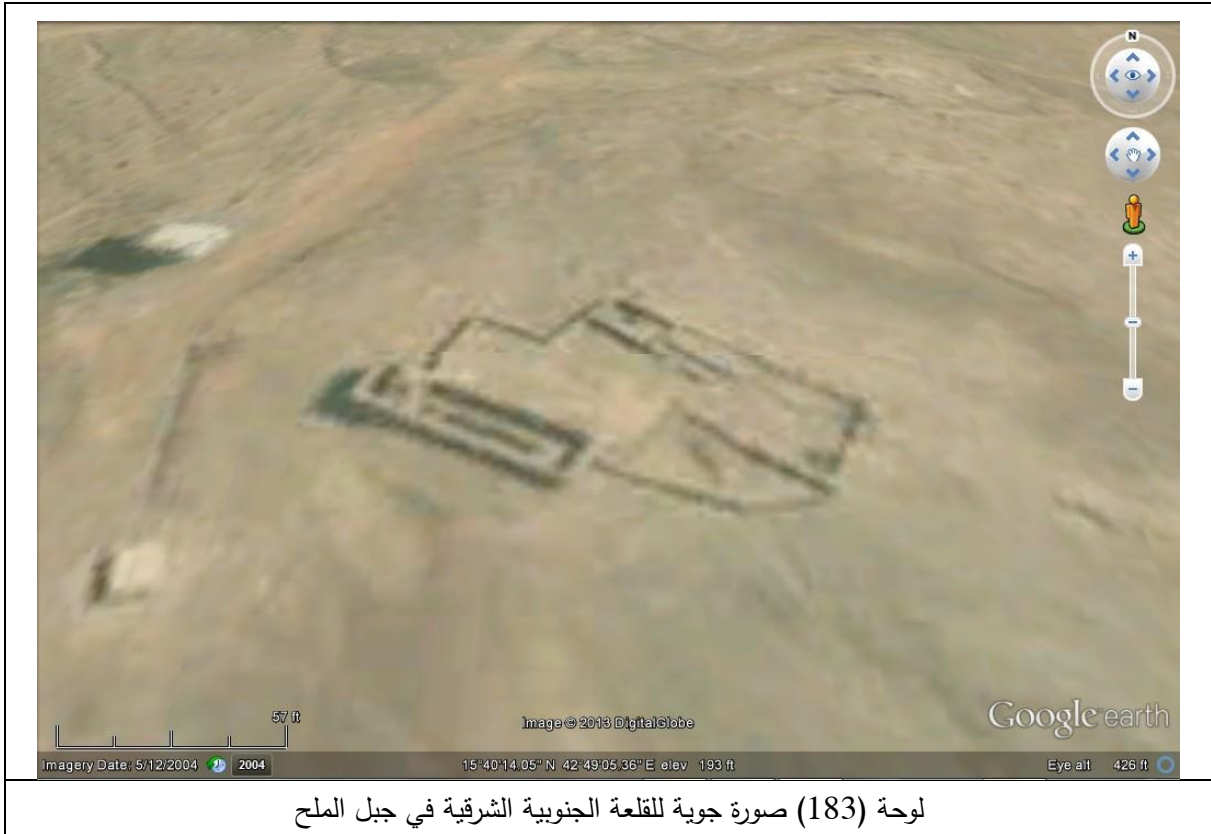 N
57 ft
Image © 2013 DigitalGlobe
Google earth
Imagery Date: 5/12/2004 2004 15°40'14.05" N 42°49'05.36" E elev 193 ft Eye alt 426 ft
لوحة (183) صورة جوية للقلعة الجنوبية الشرقية في جبل الملح